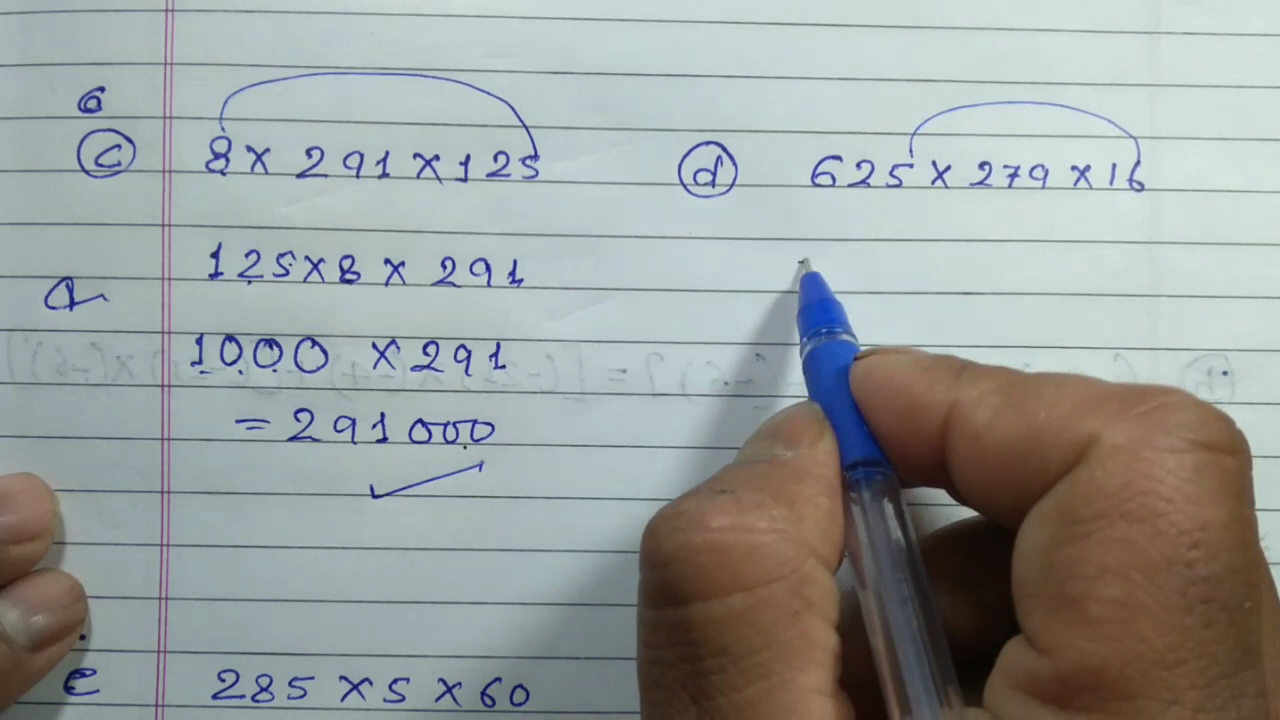 6
c 8 × 291 × 125
125 × 8 × 291
1000 × 291
= 291000
d 625 × 279 × 16
e 285 × 5 × 60